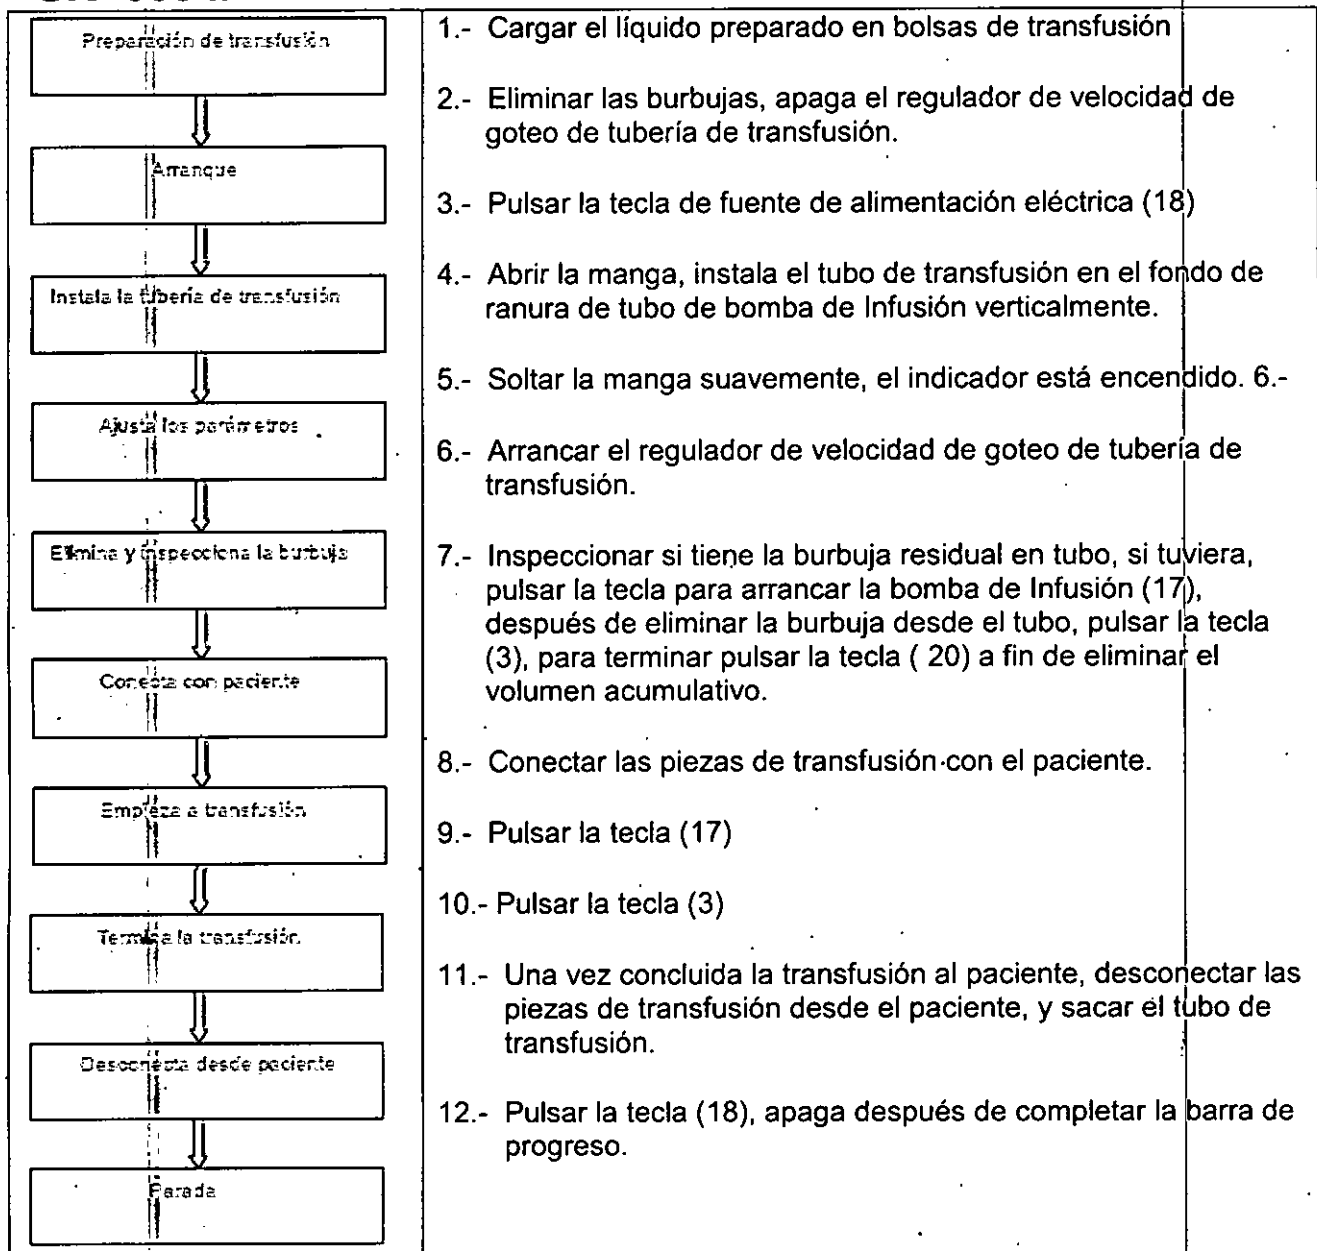 Preparación de transfusión
Arranque
Instala la tubería de transfusión
Ajusta los parámetros
Elimina y inspecciona la burbuja
Conecta con paciente
Empieza a transfusión
Termina la transfusión
Desconecta desde paciente
Parada
1.- Cargar el líquido preparado en bolsas de transfusión
2.- Eliminar las burbujas, apaga el regulador de velocidad de
goteo de tubería de transfusión.
3.- Pulsar la tecla de fuente de alimentación eléctrica (18)
4.- Abrir la manga, instala el tubo de transfusión en el fondo de
ranura de tubo de bomba de Infusión verticalmente.
5.- Soltar la manga suavemente, el indicador está encendido. 6.-
6.- Arrancar el regulador de velocidad de goteo de tubería de
transfusión.
7.- Inspeccionar si tiene la burbuja residual en tubo, si tuviera,
pulsar la tecla para arrancar la bomba de Infusión (17),
después de eliminar la burbuja desde el tubo, pulsar la tecla
(3), para terminar pulsar la tecla ( 20) a fin de eliminar el
volumen acumulativo.
8.- Conectar las piezas de transfusión con el paciente.
9.- Pulsar la tecla (17)
10.- Pulsar la tecla (3)
11.- Una vez concluida la transfusión al paciente, desconectar las
piezas de transfusión desde el paciente, y sacar el tubo de
transfusión.
12.- Pulsar la tecla (18), apaga después de completar la barra de
progreso.